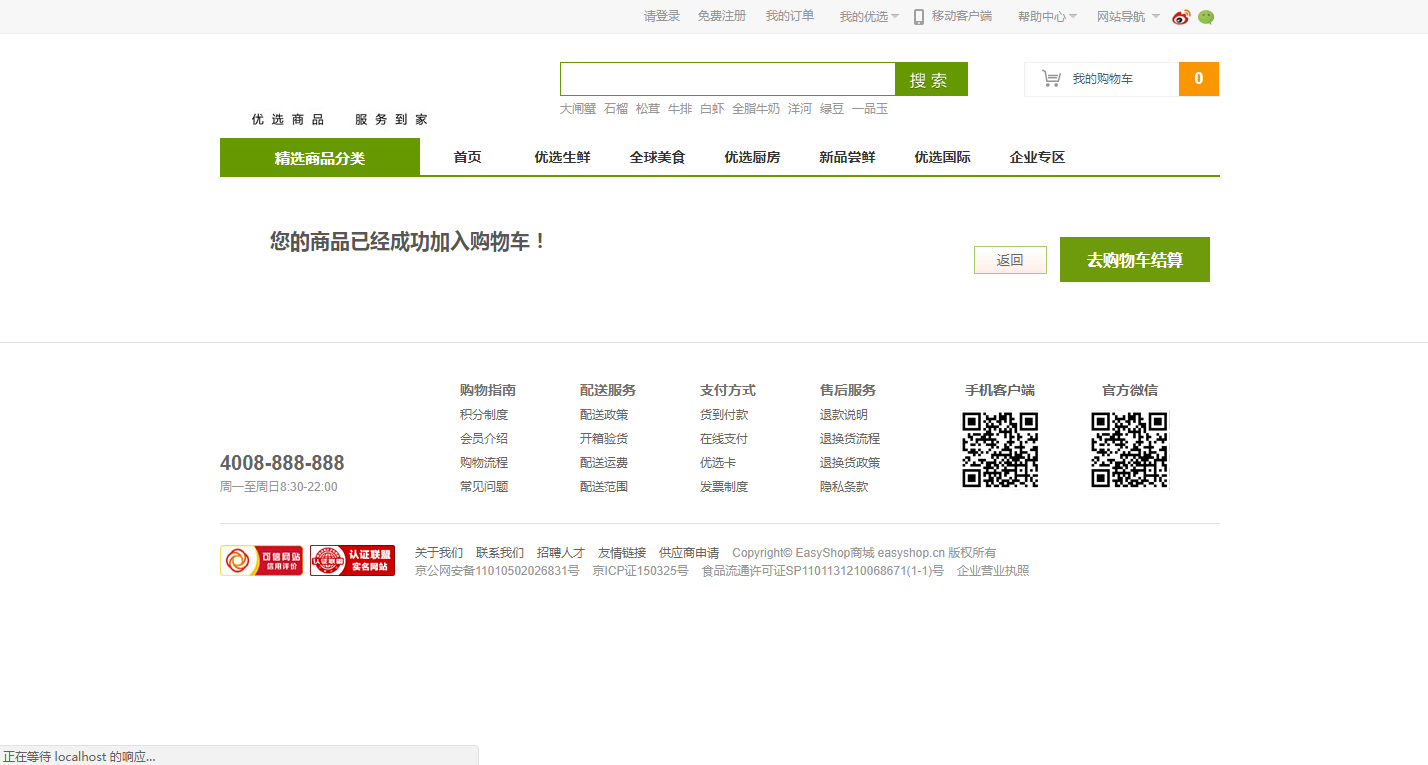 请登录 免费注册 我的订单 我的优选 移动客户端 帮助中心 网站导航
搜 索
我的购物车 0
大闸蟹 石榴 松茸 牛排 白虾 全脂牛奶 洋河 绿豆 一品玉
优选商品 服务到家
精选商品分类 首页 优选生鲜 全球美食 优选厨房 新品尝鲜 优选国际 企业专区
您的商品已经成功加入购物车！
返回 去购物车结算
购物指南 配送服务 支付方式 售后服务 手机客户端 官方微信
积分制度 配送政策 货到付款 退款说明
会员介绍 开箱验货 在线支付 退换货流程
4008-888-888 购物流程 配送运费 优选卡 退换货政策
周一至周日8:30-22:00 常见问题 配送范围 发票制度 隐私条款
可信网站 信用评价
认证联盟 认证联盟 实名网站
关于我们 联系我们 招聘人才 友情链接 供应商申请 Copyright© EasyShop商城 easyshop.cn 版权所有
京公网安备11010502026831号 京ICP证150325号 食品流通许可证SP1101131210068671(1-1)号 企业营业执照
正在等待 localhost 的响应...